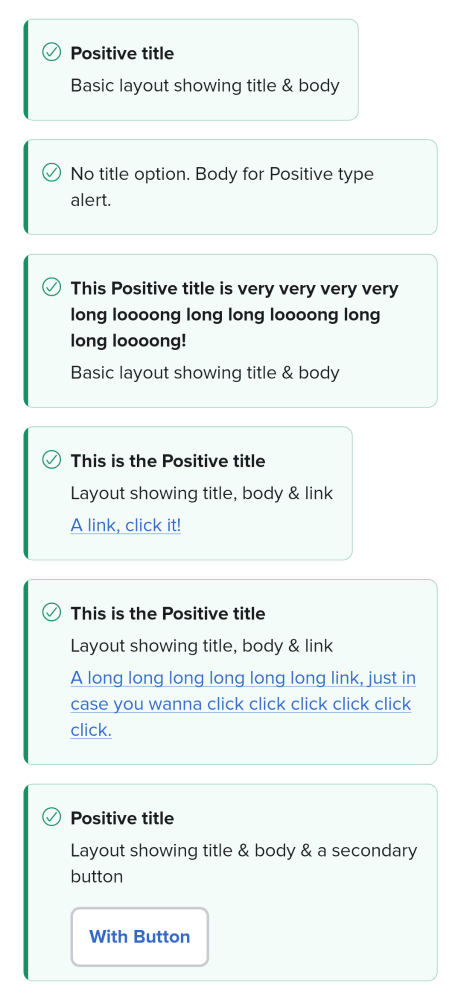 Positive title
Basic layout showing title & body
No title option. Body for Positive type
alert.
This Positive title is very very very very
long loooong long long loooong long
long loooong!
Basic layout showing title & body
This is the Positive title
Layout showing title, body & link
A link, click it!
This is the Positive title
Layout showing title, body & link
A long long long long long long link, just in
case you wanna click click click click click
click.
Positive title
Layout showing title & body & a secondary
button
With Button